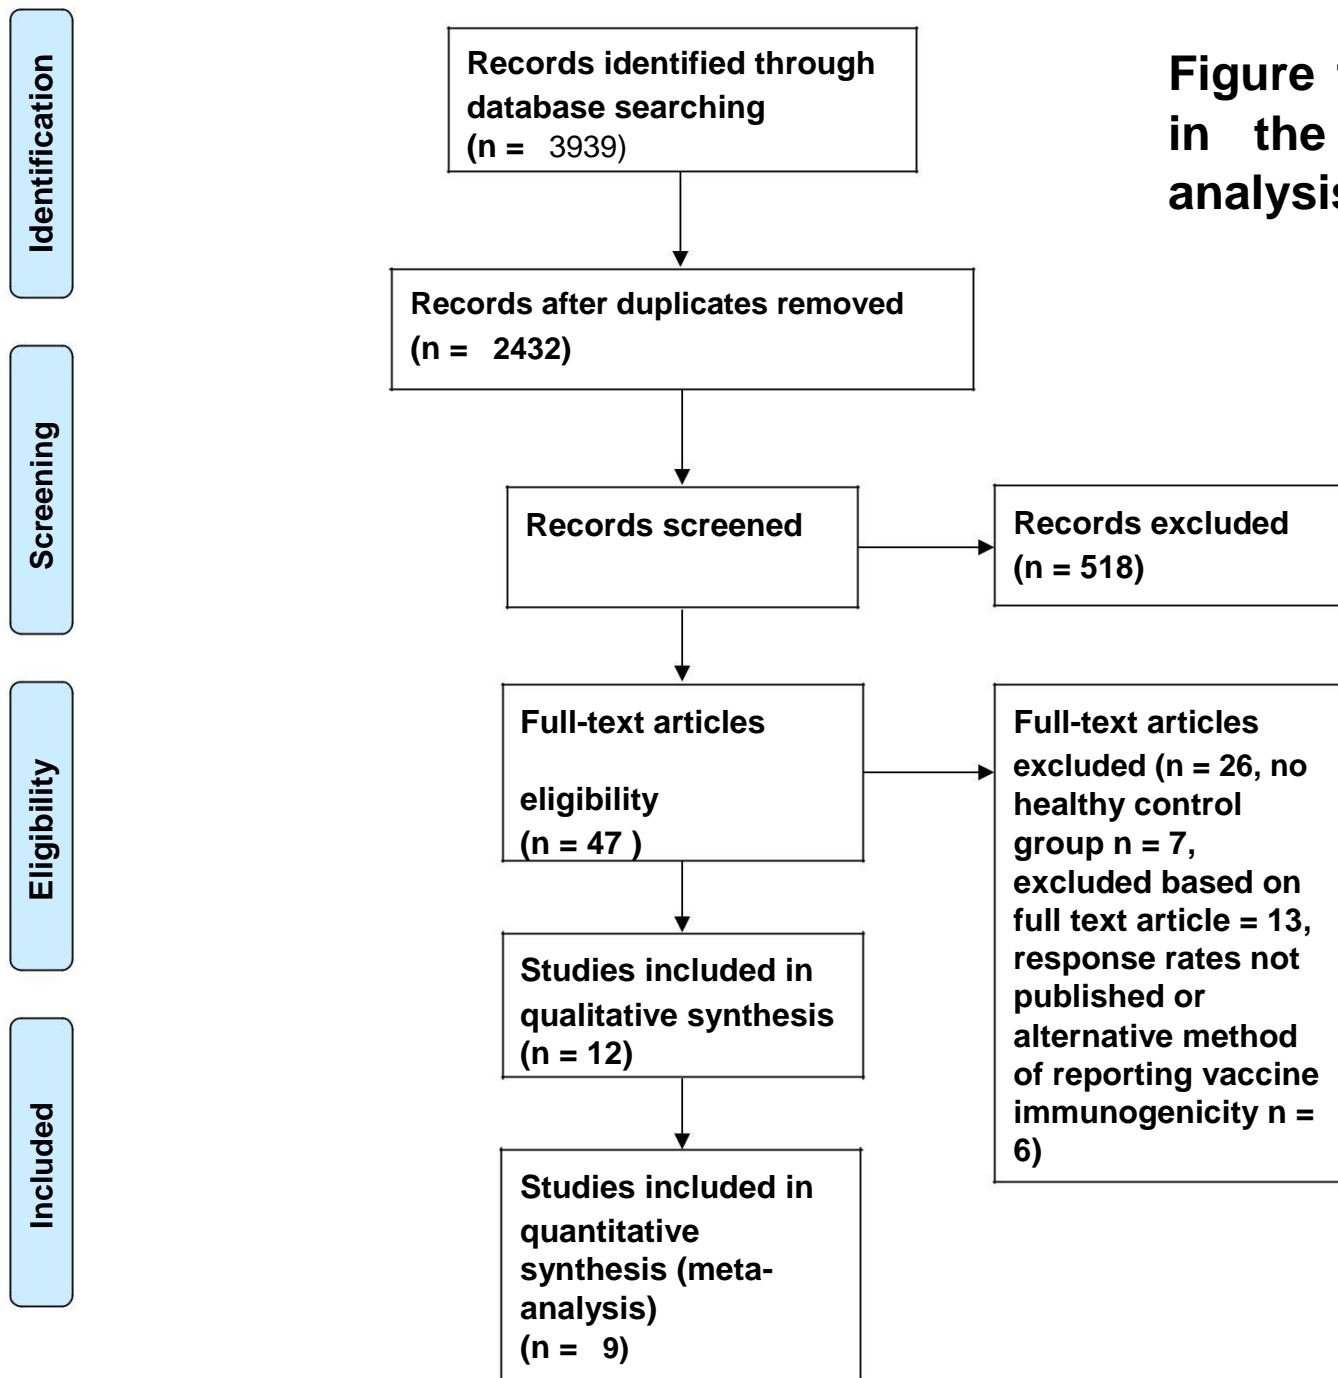 Identification
Records identified through
database searching
(n = 3939)
Figure
in the
analysis
Records after duplicates removed
(n = 2432)
Screening
Records screened
Records excluded
(n = 518)
Eligibility
Full-text articles
eligibility
(n = 47 )
Full-text articles
excluded (n = 26, no
healthy control
group n = 7,
excluded based on
full text article = 13,
response rates not
published or
alternative method
of reporting vaccine
immunogenicity n =
6)
Studies included in
qualitative synthesis
(n = 12)
Included
Studies included in
quantitative
synthesis (meta-
analysis)
(n = 9)